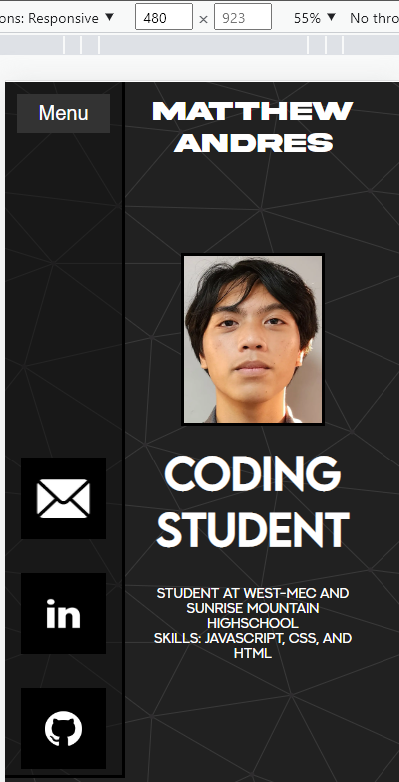 ons: Responsive ▼ 480 × 923 55% ▼ No thro
Menu
MATTHEW
ANDRES
CODING
STUDENT
STUDENT AT WEST-MEC AND
SUNRISE MOUNTAIN
HIGHSCHOOL
SKILLS: JAVASCRIPT, CSS, AND
HTML
in